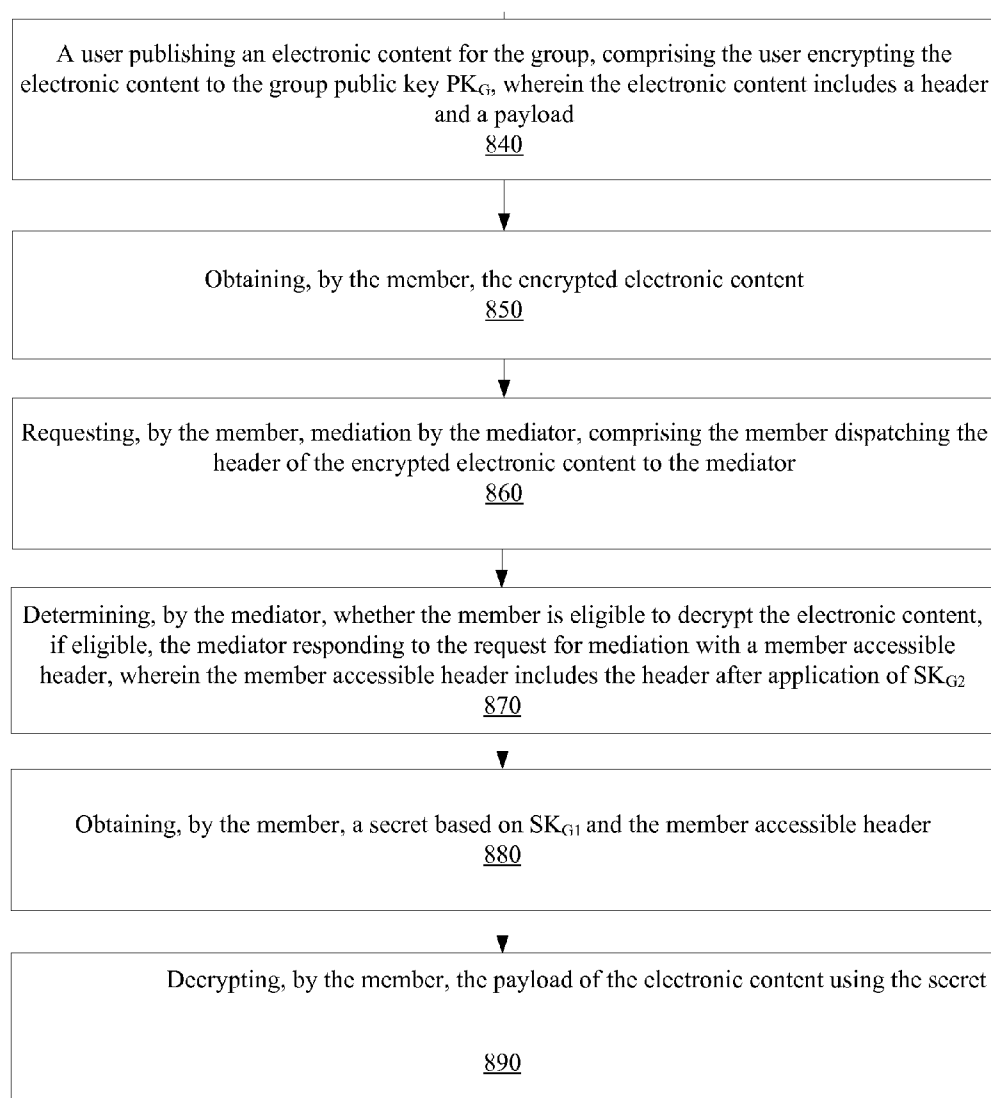 A user publishing an electronic content for the group, comprising the user encrypting the
electronic content to the group public key PKG, wherein the electronic content includes a header
and a payload
840
Obtaining, by the member, the encrypted electronic content
850
Requesting, by the member, mediation by the mediator, comprising the member dispatching the
header of the encrypted electronic content to the mediator
860
Determining, by the mediator, whether the member is eligible to decrypt the electronic content,
if eligible, the mediator responding to the request for mediation with a member accessible
header, wherein the member accessible header includes the header after application of SKG2
870
Obtaining, by the member, a secret based on SKG1 and the member accessible header
880
Decrypting, by the member, the payload of the electronic content using the secret
890